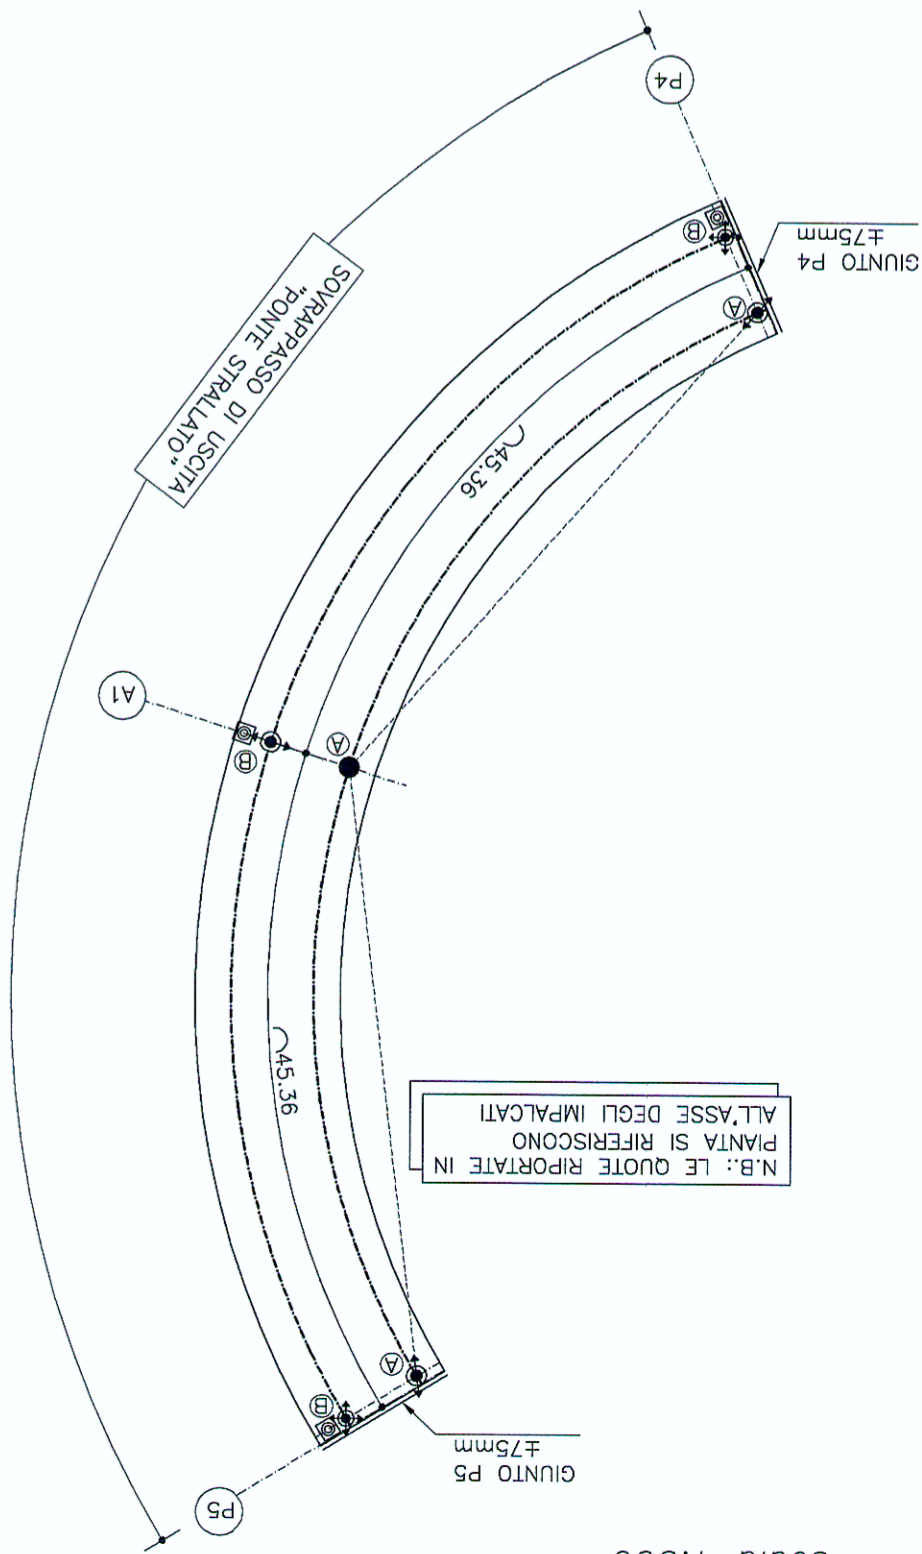 P5
GIUNTO P5
±75mm
B
A
N.B.: LE QUOTE RIPORTATE IN
PIANTA SI RIFERISCONO
ALL'ASSE DEGLI IMPALCATI
45.36
A
B
A1
45.36
SOVRAPPASSO DI USCITA
"PONTE STRALLATO"
A
B
GIUNTO P4
±75mm
P4